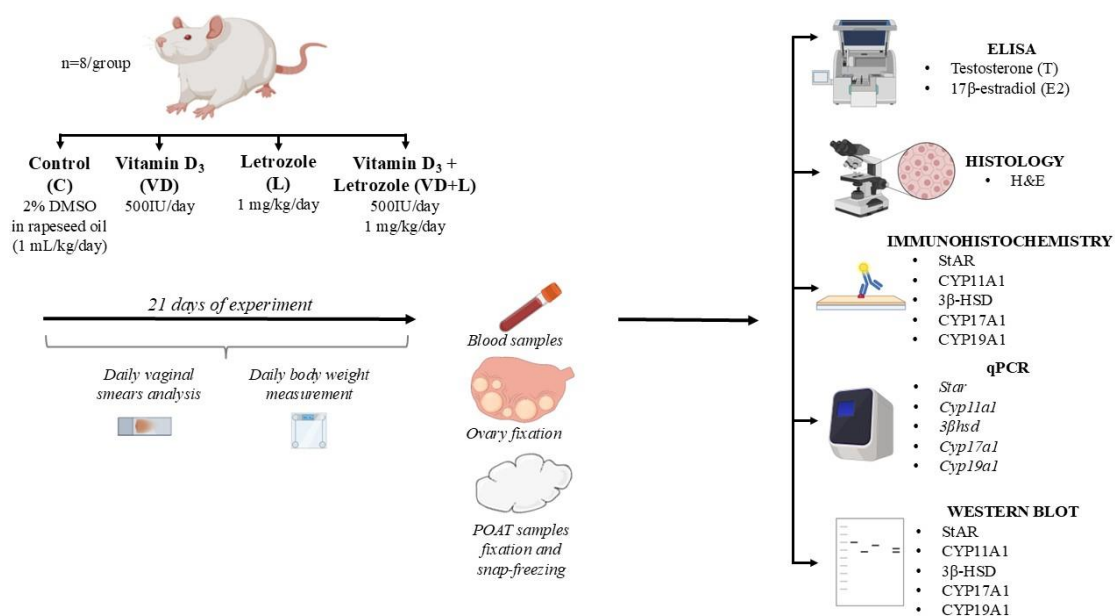 n=8/group
Control
(C)
2% DMSO
in rapeseed oil
(1 mL/kg/day)
Vitamin D₃
(VD)
500IU/day
Letrozole
(L)
1 mg/kg/day
Vitamin D₃ +
Letrozole (VD+L)
500IU/day
1 mg/kg/day
21 days of experiment
Daily vaginal
smears analysis
Daily body weight
measurement
Blood samples
Ovary fixation
POAT samples
fixation and
snap-freezing
ELISA
• Testosterone (T)
• 17β-estradiol (E2)
HISTOLOGY
• H&E
IMMUNOHISTOCHEMISTRY
• StAR
• CYP11A1
• 3β-HSD
• CYP17A1
• CYP19A1
qPCR
• Star
• Cyp11a1
• 3βhsd
• Cyp17a1
• Cyp19a1
WESTERN BLOT
• StAR
• CYP11A1
• 3β-HSD
• CYP17A1
• CYP19A1